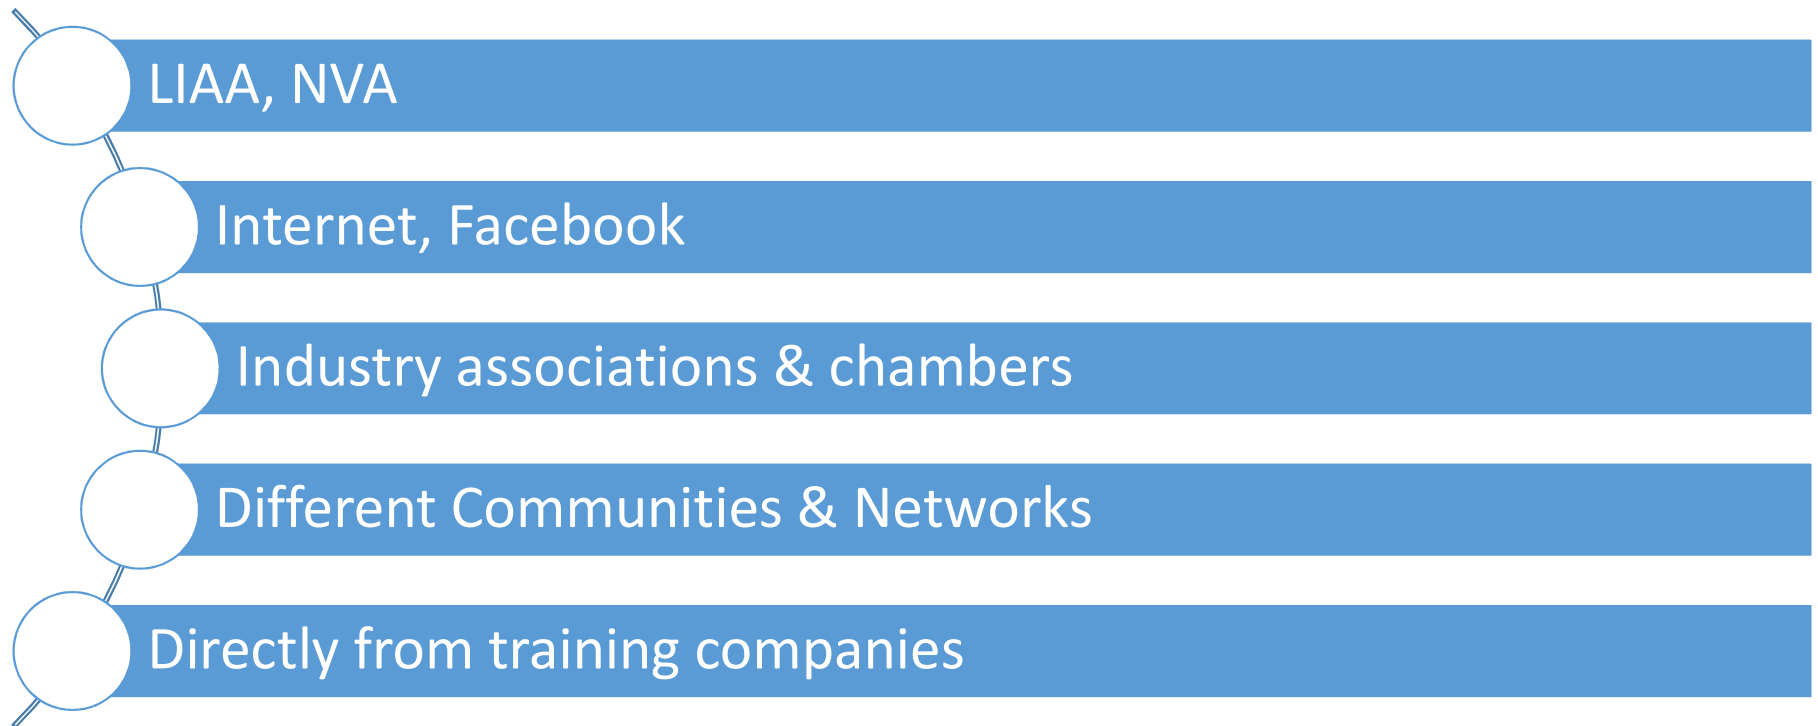 LIAA, NVA
Internet, Facebook
Industry associations & chambers
Different Communities & Networks
Directly from training companies